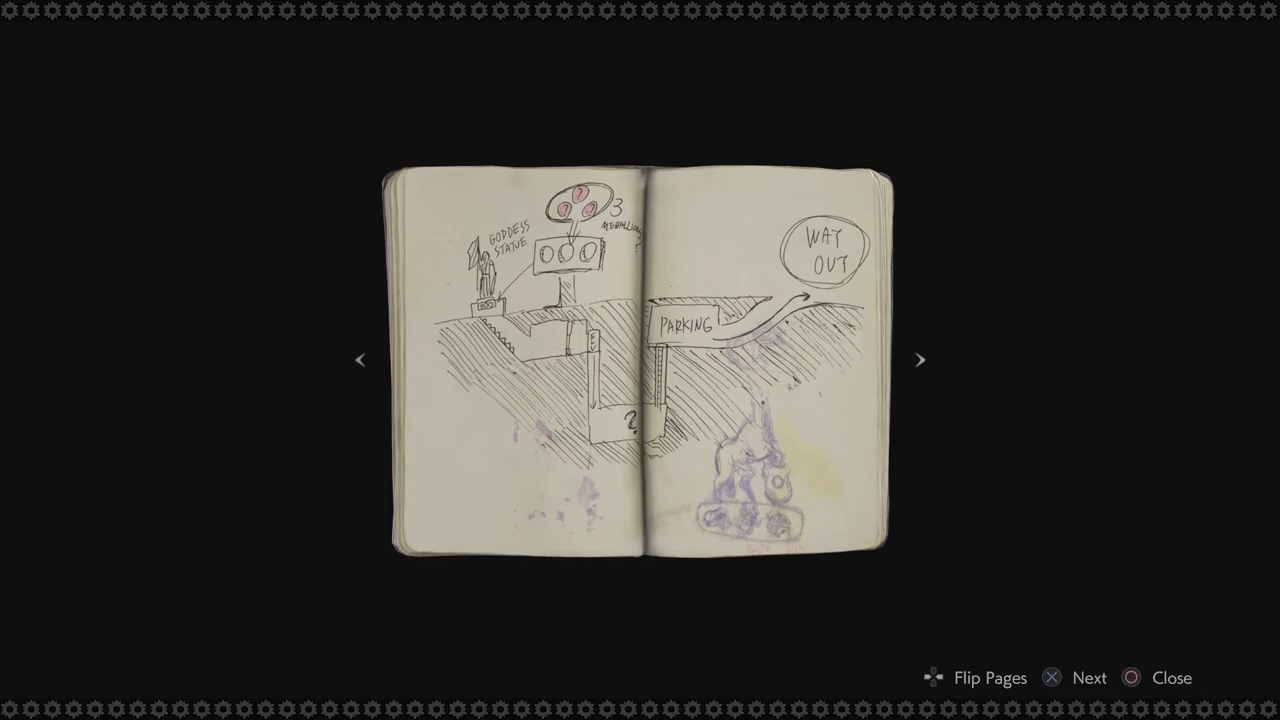 ? ? ?
3
MEDALLIONS
?
GODDESS
STATUE
WAY
OUT
PARKING
?
Flip Pages
Next
Close